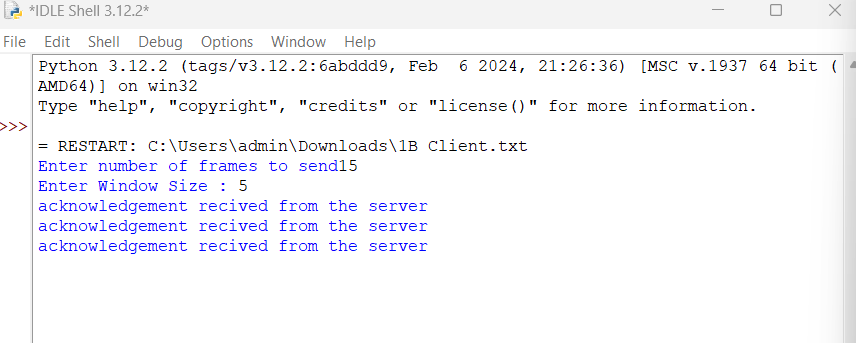 *IDLE Shell 3.12.2*
File Edit Shell Debug Options Window Help
Python 3.12.2 (tags/v3.12.2:6abddd9, Feb  6 2024, 21:26:36) [MSC v.1937 64 bit (
AMD64)] on win32
Type "help", "copyright", "credits" or "license()" for more information.
>>>
= RESTART: C:\Users\admin\Downloads\1B Client.txt
Enter number of frames to send15
Enter Window Size : 5
acknowledgement recived from the server
acknowledgement recived from the server
acknowledgement recived from the server